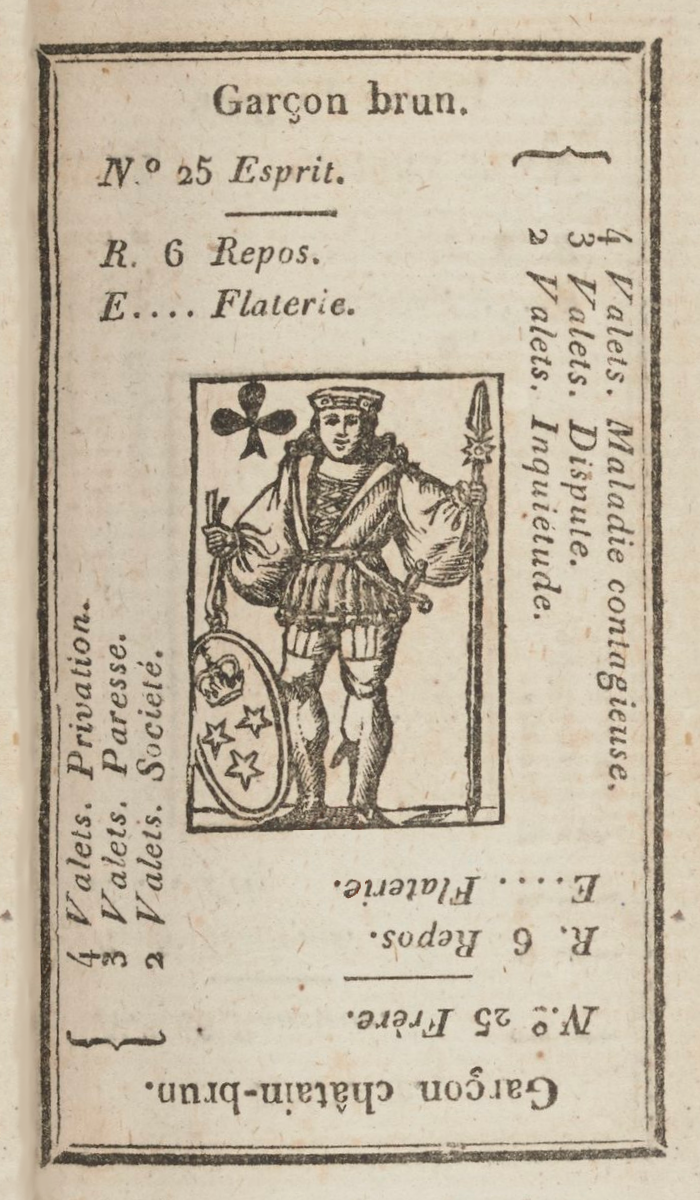 Garçon brun.
N.º 25 Esprit.
R. 6 Repos.
E.... Flaterie.
4 Valets. Maladie contagieuse.
3 Valets. Dispute.
2 Valets. Inquiétude.
4 Valets. Privation.
3 Valets. Paresse.
2 Valets. Societé.
Garçon châtain-brun.
N.º 25 Frère.
R. 6 Repos.
E.... Flaterie.